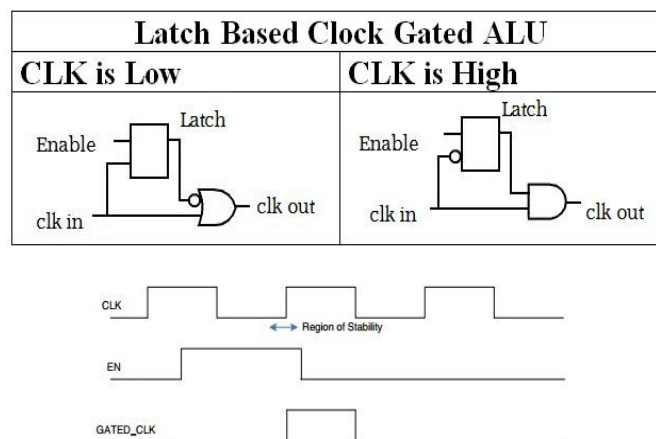 Latch Based Clock Gated ALU
CLK is Low
CLK is High
Latch
Enable
clk in
clk out
Latch
Enable
clk in
clk out
CLK
Region of Stability
EN
GATED_CLK